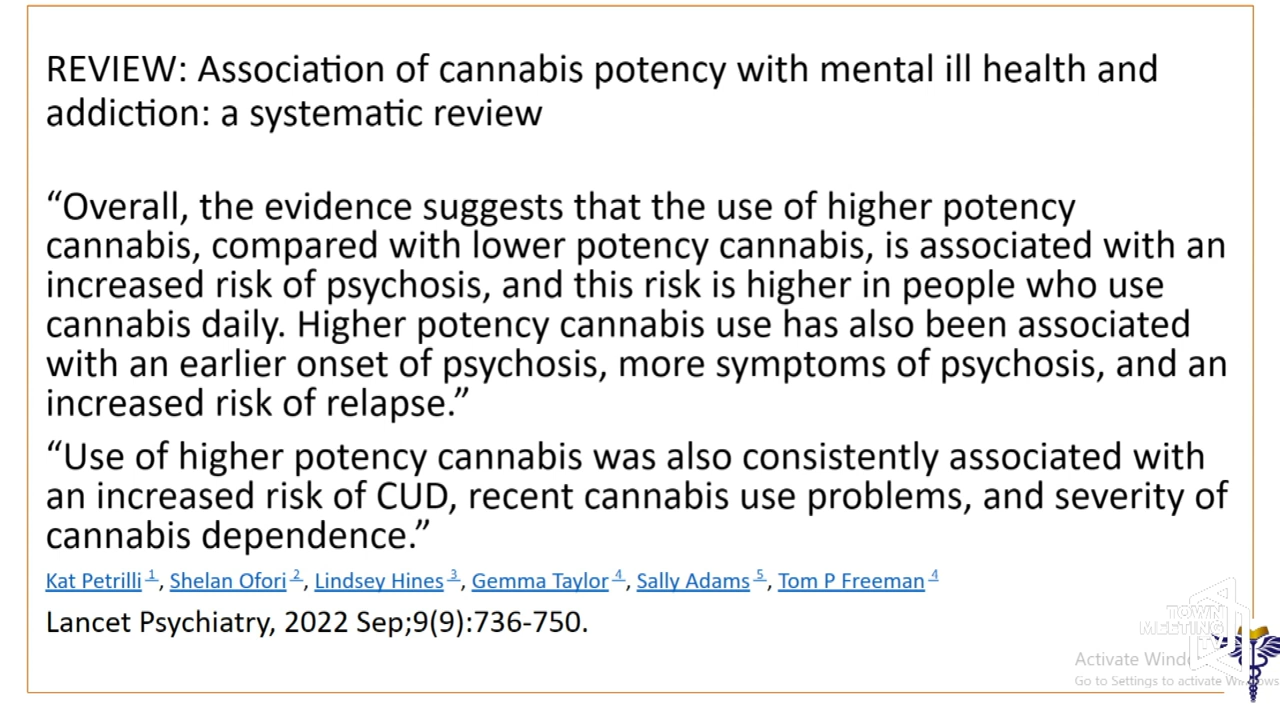 REVIEW: Association of cannabis potency with mental ill health and
addiction: a systematic review
“Overall, the evidence suggests that the use of higher potency
cannabis, compared with lower potency cannabis, is associated with an
increased risk of psychosis, and this risk is higher in people who use
cannabis daily. Higher potency cannabis use has also been associated
with an earlier onset of psychosis, more symptoms of psychosis, and an
increased risk of relapse.”
“Use of higher potency cannabis was also consistently associated with
an increased risk of CUD, recent cannabis use problems, and severity of
cannabis dependence.”
Kat Petrilli 1, Shelan Ofori 2, Lindsey Hines 3, Gemma Taylor 4, Sally Adams 5, Tom P Freeman 4
Lancet Psychiatry, 2022 Sep;9(9):736-750.
TOWN
MEETING
TV
Activate
Go to Settings to activate